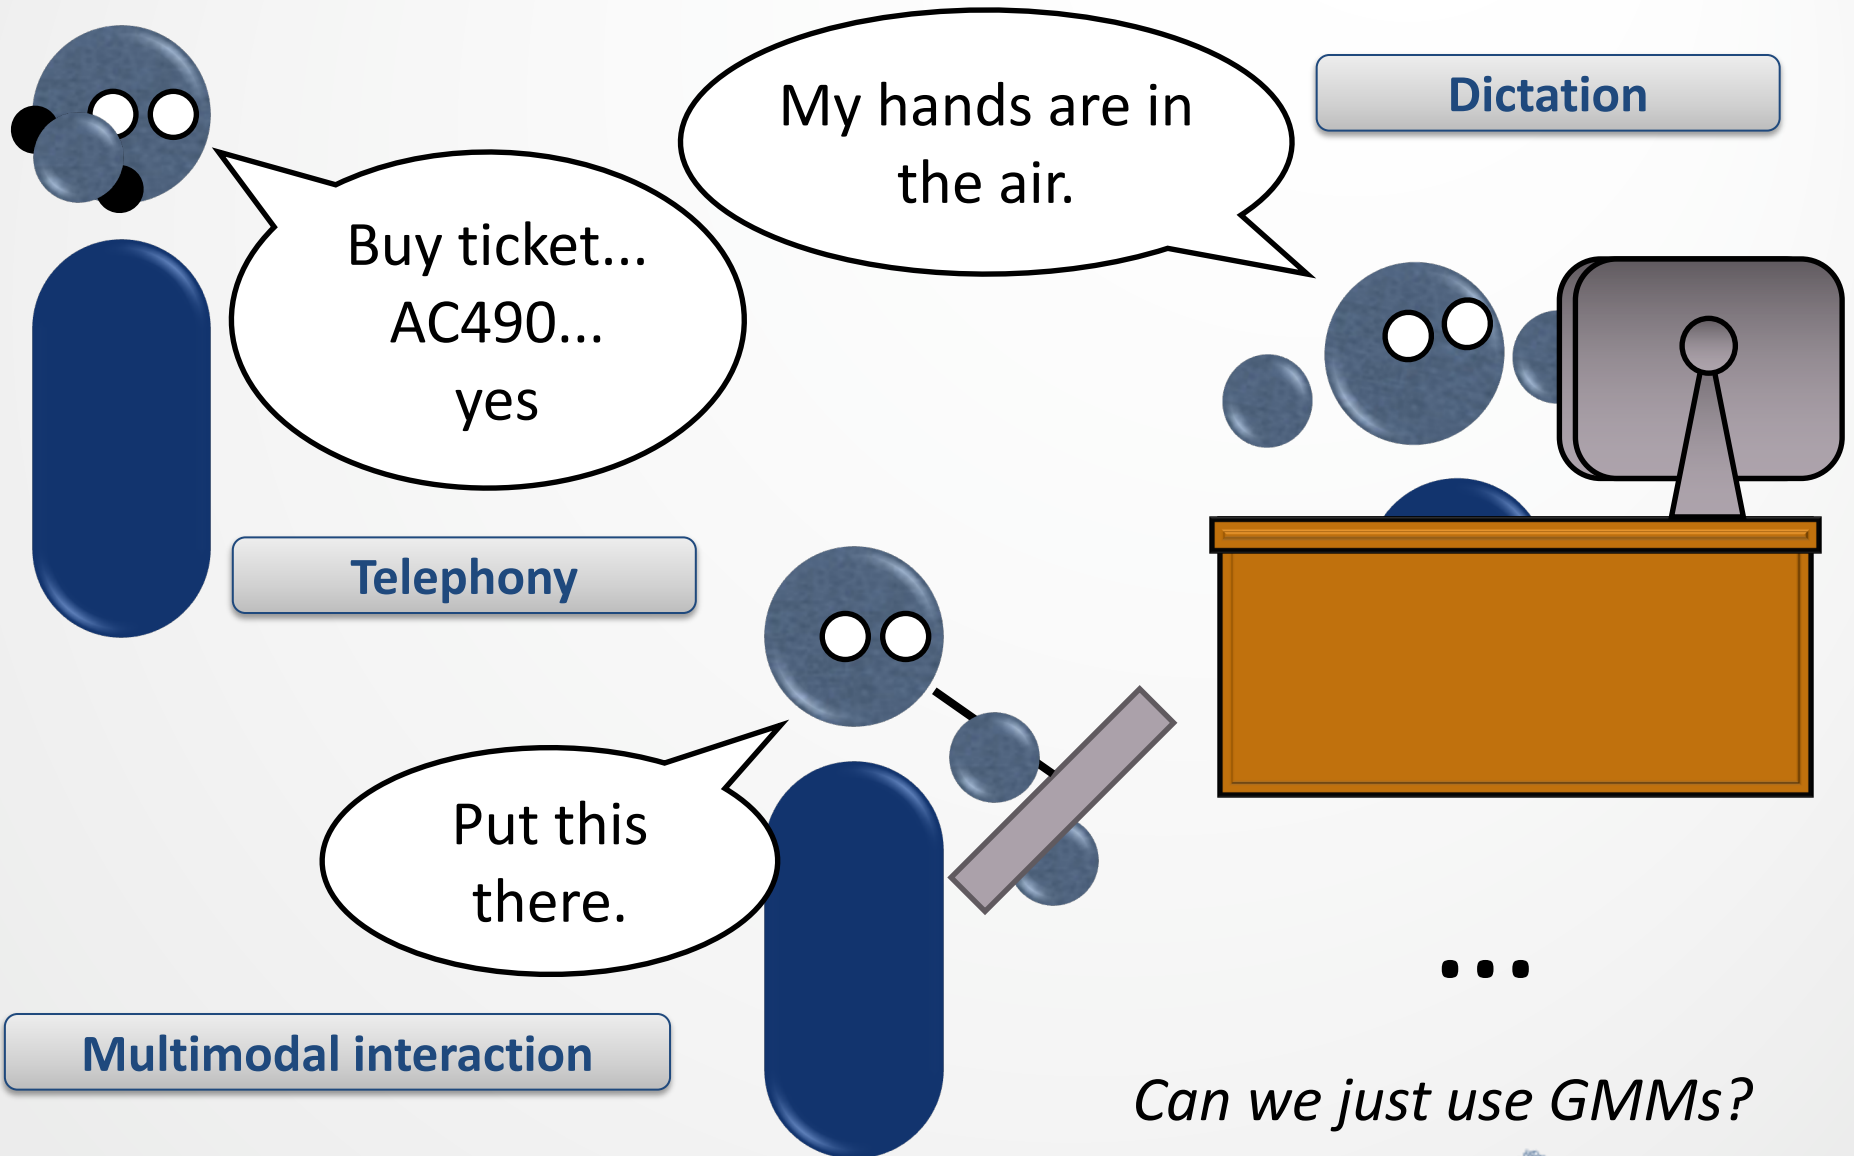 My hands are in
the air.
Dictation
Buy ticket...
AC490...
yes
Telephony
Put this
there.
...
Multimodal interaction
Can we just use GMMs?